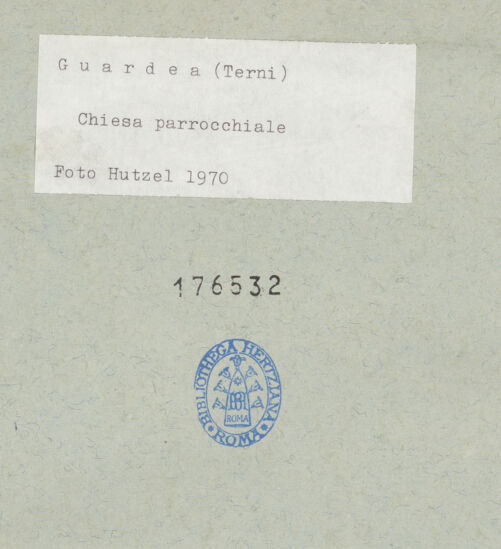 G u a r d e a (Terni)
Chiesa parrocchiale
Foto Hutzel 1970
176532
BIBLIOTHECA HERTZIANA
ROMA
ROMA